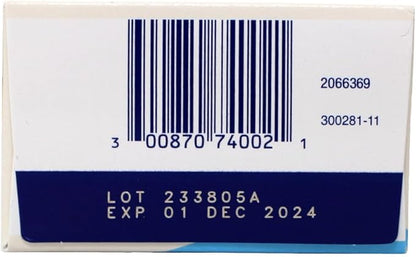 2066369
300281-11
3 00870 74002 1
LOT 233805A
EXP 01 DEC 2024